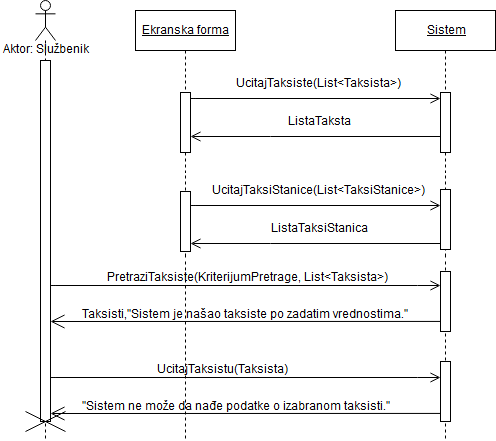 Ekranska forma
Sistem
Aktor: Službenik
UcitajTaksiste(List<Taksista>)
ListaTaksta
UcitajTaksiStanice(List<TaksiStanice>)
ListaTaksiStanica
PretraziTaksiste(KriterijumPretrage, List<Taksista>)
Taksisti,"Sistem je našao taksiste po zadatim vrednostima."
UcitajTaksistu(Taksista)
"Sistem ne može da nađe podatke o izabranom taksisti."